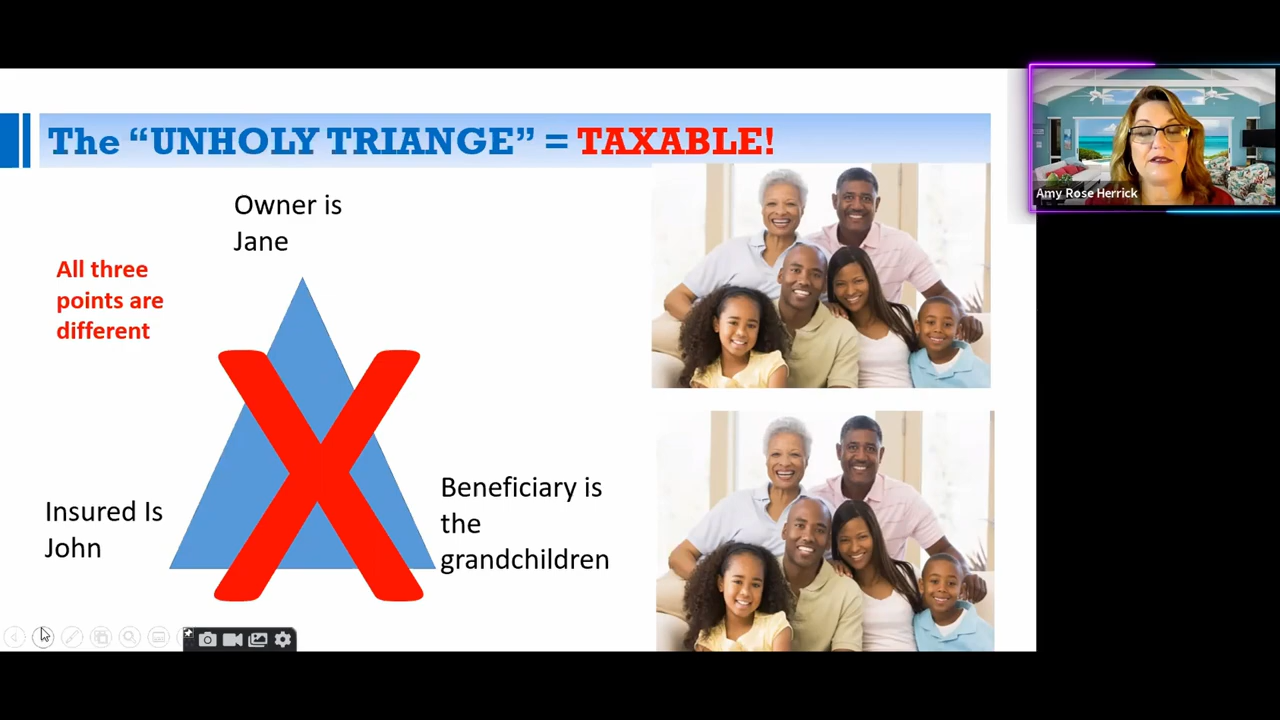 The “UNHOLY TRIANGE” = TAXABLE!
Owner is
Jane
All three
points are
different
Insured Is
John
Beneficiary is
the
grandchildren
Amy Rose Herrick